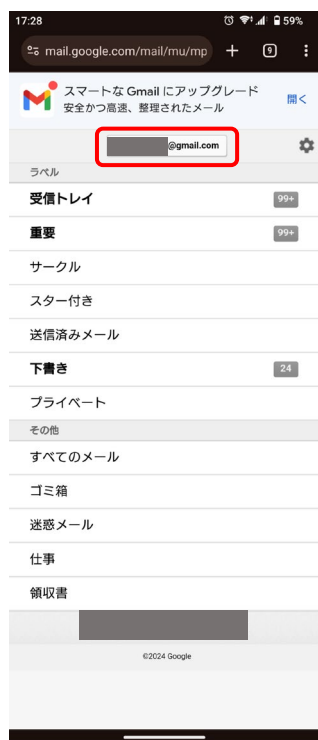 17:28
59%
mail.google.com/mail/mu/mp
9
スマートな Gmail にアップグレード
安全かつ高速、整理されたメール
開く
@gmail.com
ラベル
受信トレイ 99+
重要 99+
サークル
スター付き
送信済みメール
下書き 24
プライベート
その他
すべてのメール
ゴミ箱
迷惑メール
仕事
領収書
©2024 Google